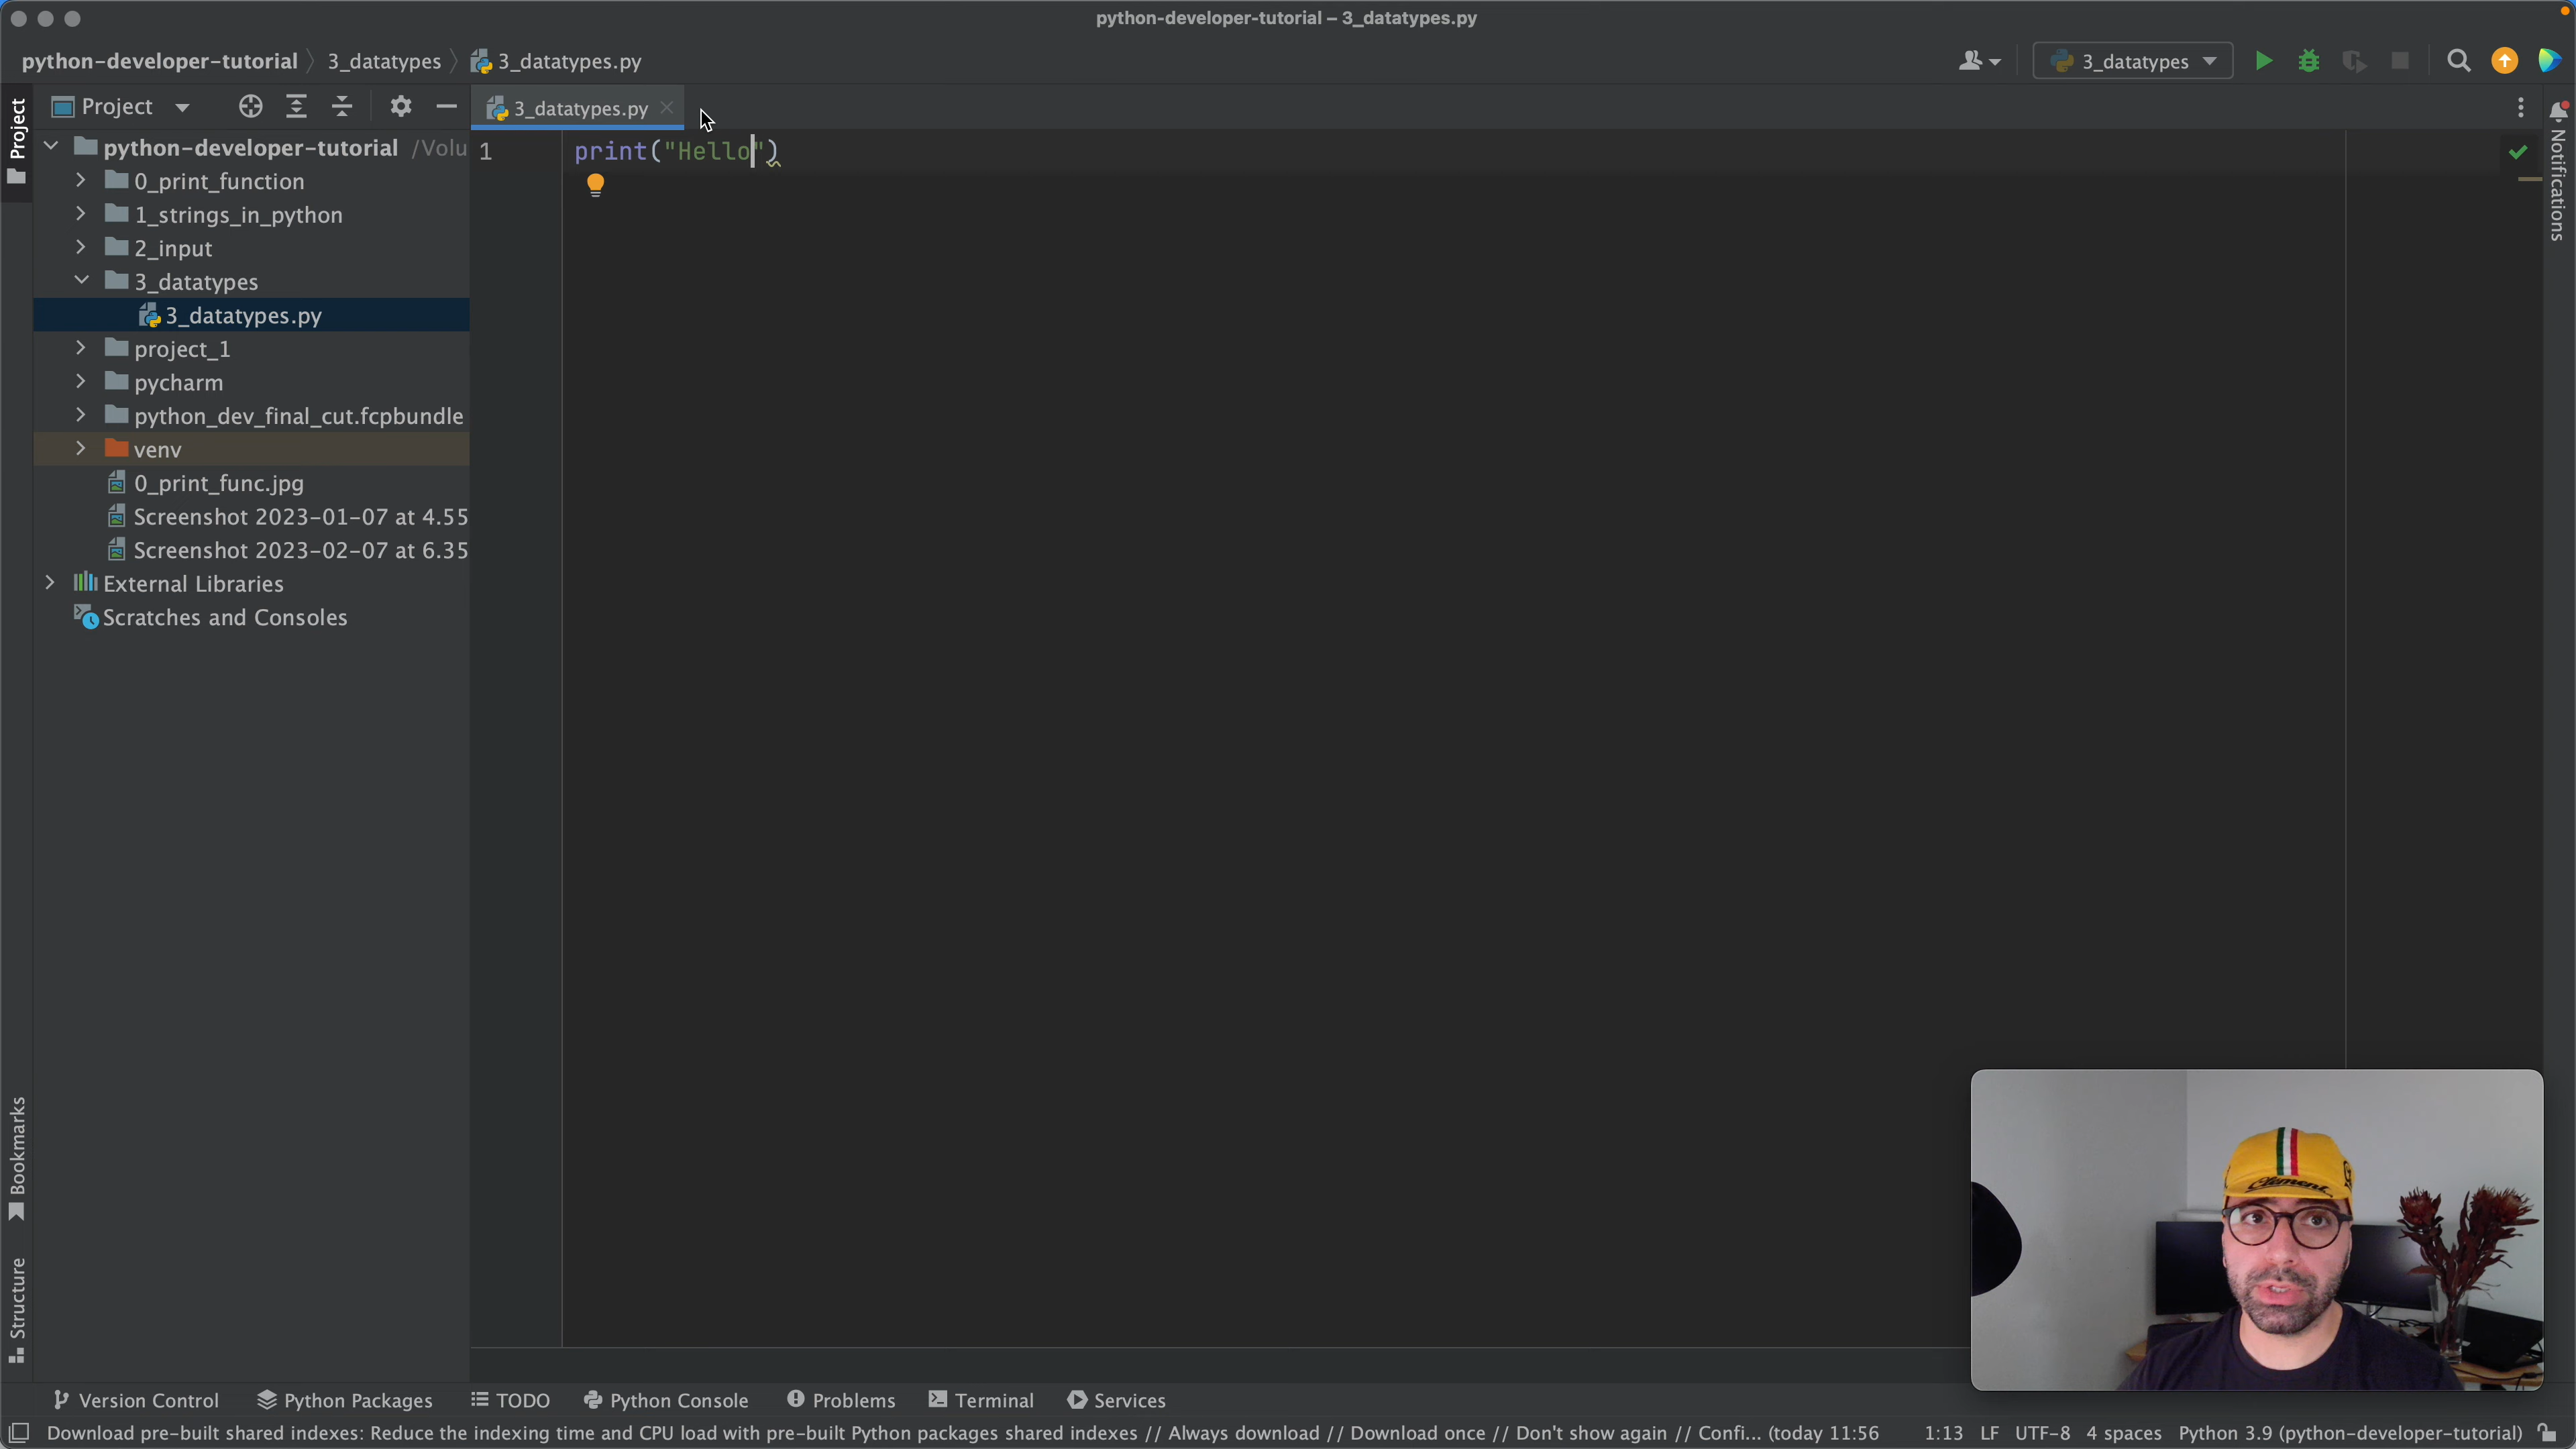 python-developer-tutorial – 3_datatypes.py
python-developer-tutorial 3_datatypes 3_datatypes.py
3_datatypes
Project
Project
3_datatypes.py
Notifications
python-developer-tutorial /Volu
0_print_function
1_strings_in_python
2_input
3_datatypes
3_datatypes.py
project_1
pycharm
python_dev_final_cut.fcpbundle
venv
0_print_func.jpg
Screenshot 2023-01-07 at 4.55
Screenshot 2023-02-07 at 6.35
External Libraries
Scratches and Consoles
1 print("Hello")
Bookmarks
Structure
Clement
Version Control Python Packages TODO Python Console Problems Terminal Services
Download pre-built shared indexes: Reduce the indexing time and CPU load with pre-built Python packages shared indexes // Always download // Download once // Don't show again // Confi... (today 11:56 1:13 LF UTF-8 4 spaces Python 3.9 (python-developer-tutorial)